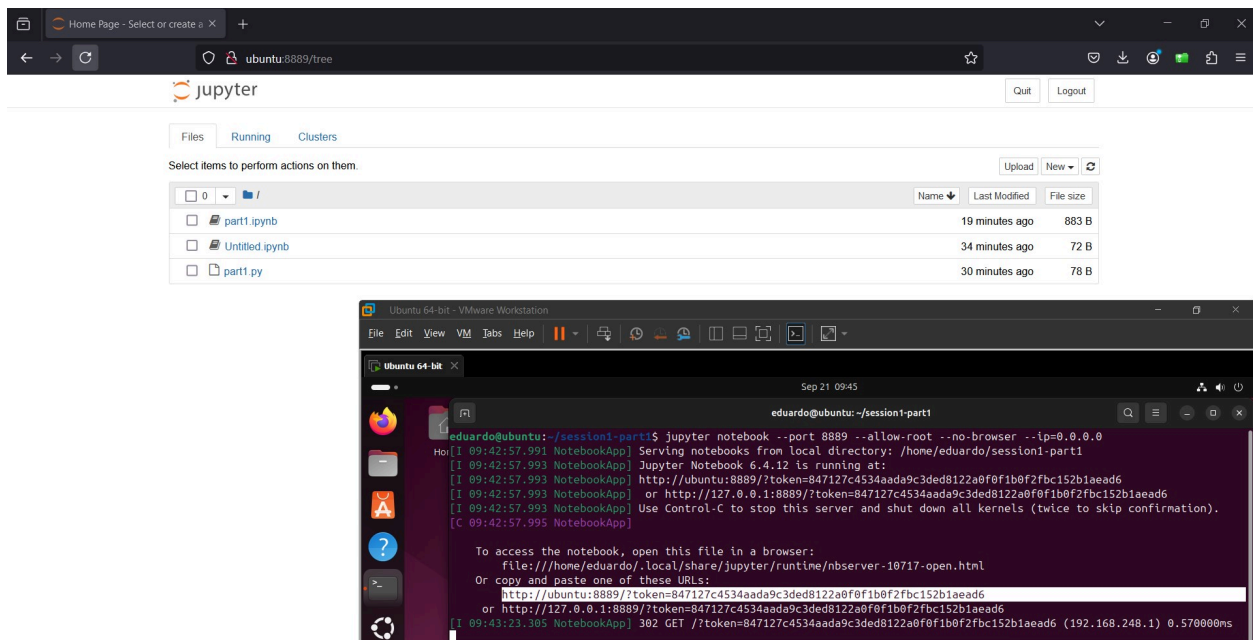 Home Page - Select or create a
ubuntu:8889/tree
jupyter
Quit Logout
Files Running Clusters
Select items to perform actions on them.
Upload New
0 /
Name Last Modified File size
part1.ipynb 19 minutes ago 883 B
Untitled.ipynb 34 minutes ago 72 B
part1.py 30 minutes ago 78 B
Ubuntu 64-bit - VMware Workstation
File Edit View VM Tabs Help
Ubuntu 64-bit
Sep 21 09:45
eduardo@ubuntu: ~/session1-part1
eduardo@ubuntu:~/session1-part1$ jupyter notebook --port 8889 --allow-root --no-browser --ip=0.0.0.0
[I 09:42:57.991 NotebookApp] Serving notebooks from local directory: /home/eduardo/session1-part1
[I 09:42:57.993 NotebookApp] Jupyter Notebook 6.4.12 is running at:
[I 09:42:57.993 NotebookApp] http://ubuntu:8889/?token=847127c4534aada9c3ded8122a0f0f1b0f2fbc152b1aead6
[I 09:42:57.993 NotebookApp] or http://127.0.0.1:8889/?token=847127c4534aada9c3ded8122a0f0f1b0f2fbc152b1aead6
[I 09:42:57.993 NotebookApp] Use Control-C to stop this server and shut down all kernels (twice to skip confirmation).
[C 09:42:57.995 NotebookApp]
To access the notebook, open this file in a browser:
file:///home/eduardo/.local/share/jupyter/runtime/nbserver-10717-open.html
Or copy and paste one of these URLs:
http://ubuntu:8889/?token=847127c4534aada9c3ded8122a0f0f1b0f2fbc152b1aead6
or http://127.0.0.1:8889/?token=847127c4534aada9c3ded8122a0f0f1b0f2fbc152b1aead6
[I 09:43:23.305 NotebookApp] 302 GET /?token=847127c4534aada9c3ded8122a0f0f1b0f2fbc152b1aead6 (192.168.248.1) 0.570000ms